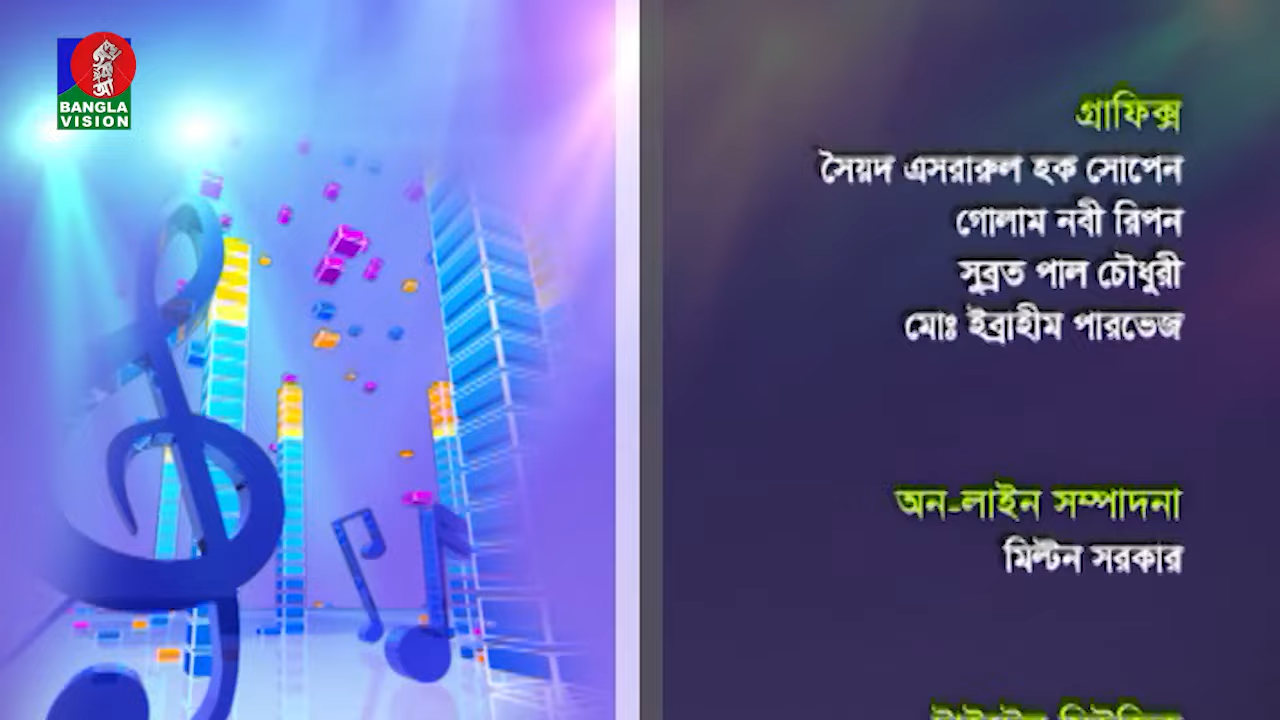 BANGLA
VISION
গ্রাফিক্স
সৈয়দ এসরারুল হক সোপেন
গোলাম নবী রিপন
সুব্রত পাল চৌধুরী
মোঃ ইব্রাহীম পারভেজ
অন-লাইন সম্পাদনা
মিল্টন সরকার